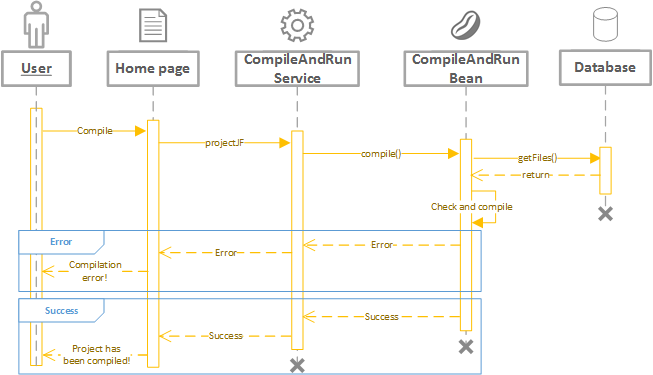 User
Home page
CompileAndRun
Service
CompileAndRun
Bean
Database
Compile
projectJF
compile()
getFiles()
return
Check and compile
Error
Error
Error
Compilation
error!
Success
Success
Success
Project has
been compiled!